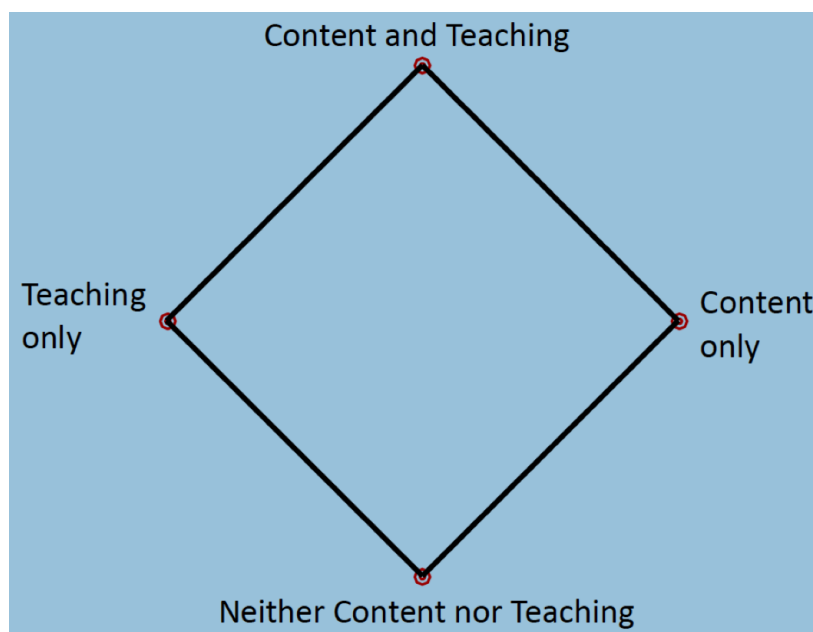 Content and Teaching
Teaching
only
Content
only
Neither Content nor Teaching